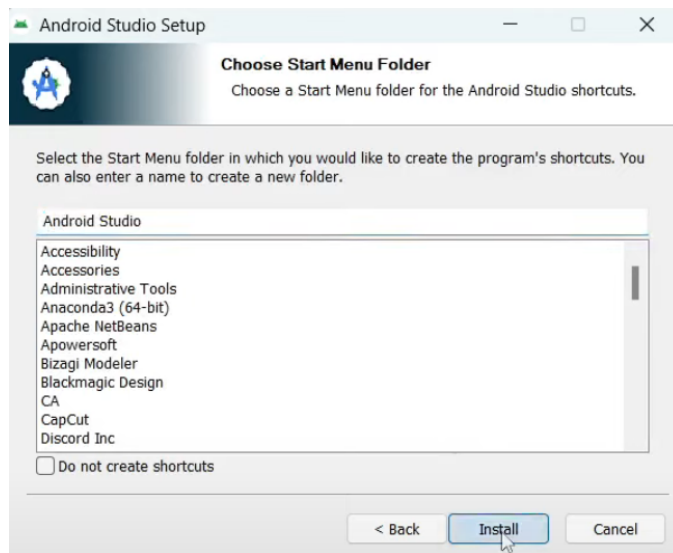 Android Studio Setup
Choose Start Menu Folder
Choose a Start Menu folder for the Android Studio shortcuts.
Select the Start Menu folder in which you would like to create the program's shortcuts. You
can also enter a name to create a new folder.
Android Studio
Accessibility
Accessories
Administrative Tools
Anaconda3 (64-bit)
Apache NetBeans
Apowersoft
Bizagi Modeler
Blackmagic Design
CA
CapCut
Discord Inc
Do not create shortcuts
< Back Install Cancel